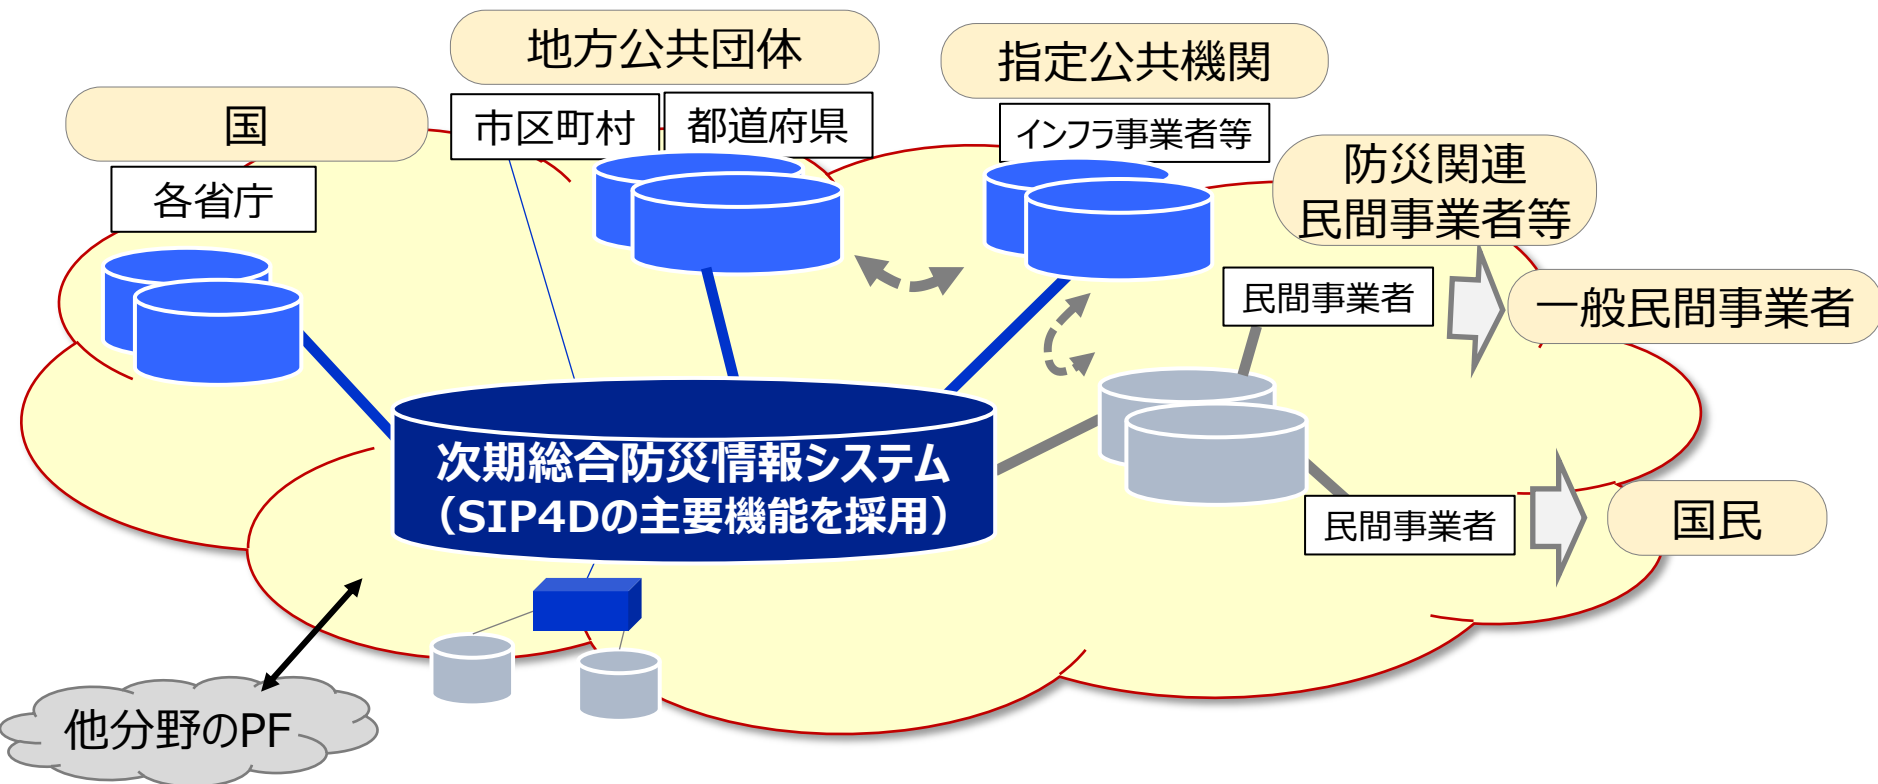 地方公共団体
指定公共機関
国
市区町村
都道府県
インフラ事業者等
防災関連
民間事業者等
各省庁
民間事業者
一般民間事業者
次期総合防災情報システム
（SIP4Dの主要機能を採用）
民間事業者
国民
他分野のPF